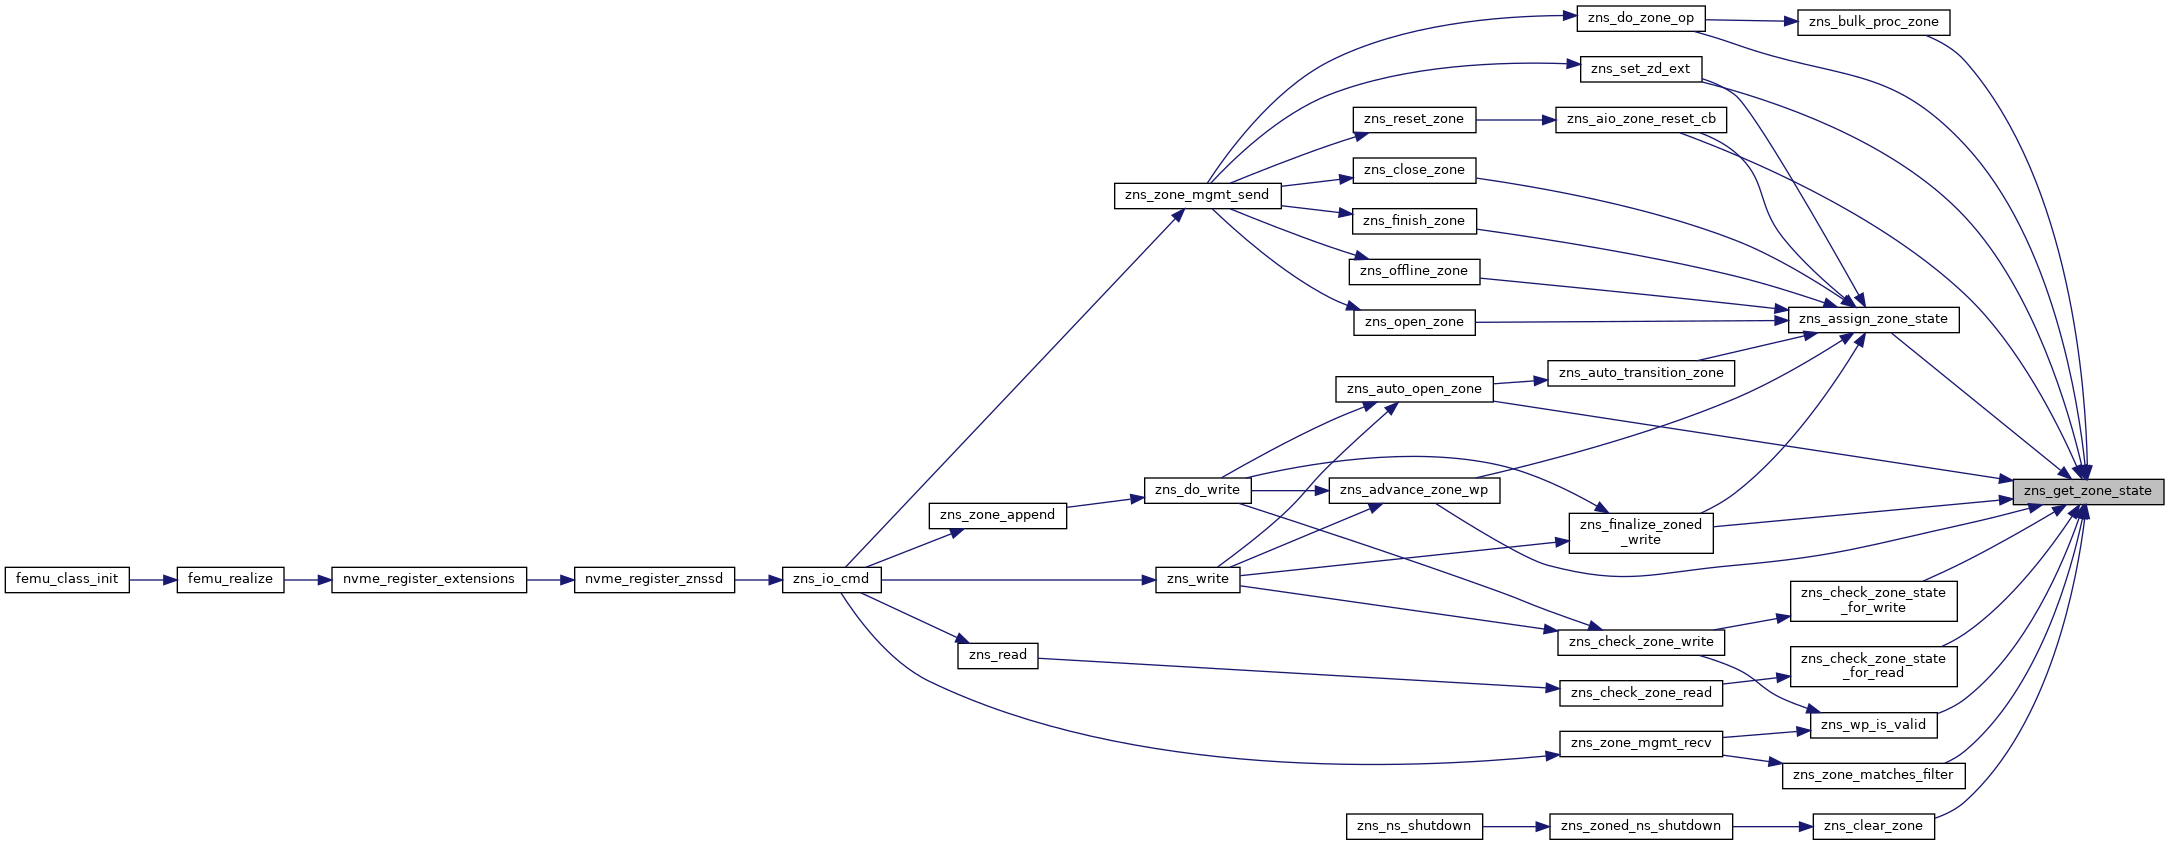 zns_do_zone_op
zns_bulk_proc_zone
zns_set_zd_ext
zns_reset_zone
zns_aio_zone_reset_cb
zns_close_zone
zns_zone_mgmt_send
zns_finish_zone
zns_offline_zone
zns_open_zone
zns_assign_zone_state
zns_auto_transition_zone
zns_auto_open_zone
zns_do_write
zns_advance_zone_wp
zns_get_zone_state
zns_zone_append
zns_finalize_zoned
_write
femu_class_init
femu_realize
nvme_register_extensions
nvme_register_znssd
zns_io_cmd
zns_write
zns_check_zone_state
_for_write
zns_check_zone_write
zns_read
zns_check_zone_state
_for_read
zns_check_zone_read
zns_wp_is_valid
zns_zone_mgmt_recv
zns_zone_matches_filter
zns_ns_shutdown
zns_zoned_ns_shutdown
zns_clear_zone